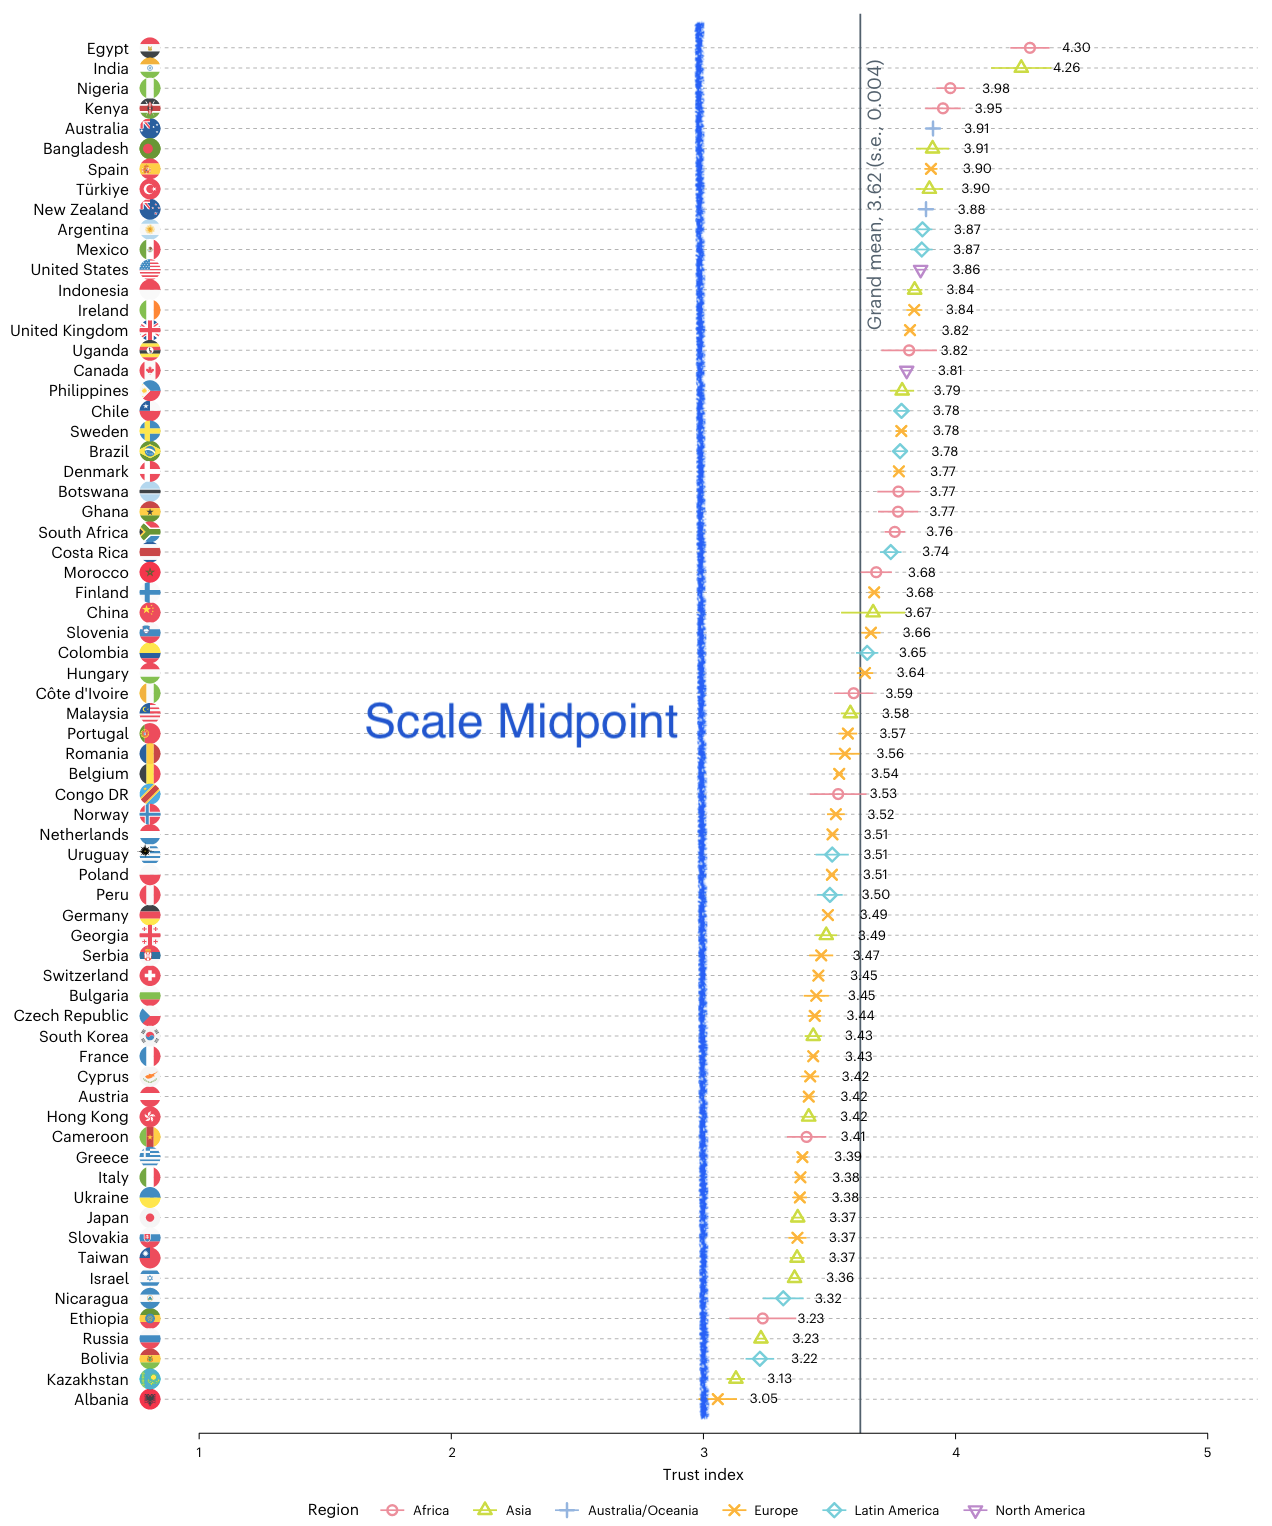 Egypt 4.30
India 4.26
Nigeria 3.98
Kenya 3.95
Australia 3.91
Bangladesh 3.91
Spain 3.90
Türkiye 3.90
New Zealand 3.88
Argentina 3.87
Mexico 3.87
United States 3.86
Indonesia 3.84
Ireland 3.84
United Kingdom 3.82
Uganda 3.82
Canada 3.81
Philippines 3.79
Chile 3.78
Sweden 3.78
Brazil 3.78
Denmark 3.77
Botswana 3.77
Ghana 3.77
South Africa 3.76
Costa Rica 3.74
Morocco 3.68
Finland 3.68
China 3.67
Slovenia 3.66
Colombia 3.65
Hungary 3.64
Côte d'Ivoire 3.59
Malaysia 3.58
Portugal 3.57
Romania 3.56
Belgium 3.54
Congo DR 3.53
Norway 3.52
Netherlands 3.51
Uruguay 3.51
Poland 3.51
Peru 3.50
Germany 3.49
Georgia 3.49
Serbia 3.47
Switzerland 3.45
Bulgaria 3.45
Czech Republic 3.44
South Korea 3.43
France 3.43
Cyprus 3.42
Austria 3.42
Hong Kong 3.42
Cameroon 3.41
Greece 3.39
Italy 3.38
Ukraine 3.38
Japan 3.37
Slovakia 3.37
Taiwan 3.37
Israel 3.36
Nicaragua 3.32
Ethiopia 3.23
Russia 3.23
Bolivia 3.22
Kazakhstan 3.13
Albania 3.05
Grand mean, 3.62 (s.e., 0.004)
Scale Midpoint
1 2 3 4 5
Trust index
Region Africa Asia Australia/Oceania Europe Latin America North America